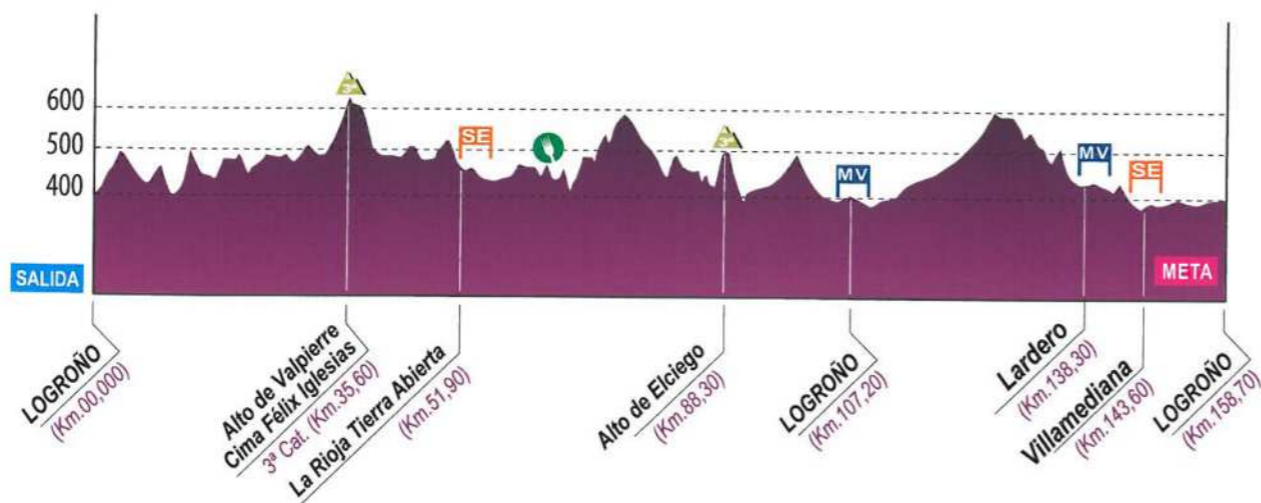 600
500
400
3ª
SE
3ª
MV
MV
SE
SALIDA
META
LOGROÑO
(Km.00,000)
Alto de Valpierre
Cima Félix Iglesias
3ª Cat. (Km.35,60)
La Rioja Tierra Abierta
(Km.51,90)
Alto de Elciego
(Km.88,30)
LOGROÑO
(Km.107,20)
Lardero
(Km.138,30)
Villamediana
(Km.143,60)
LOGROÑO
(Km.158,70)